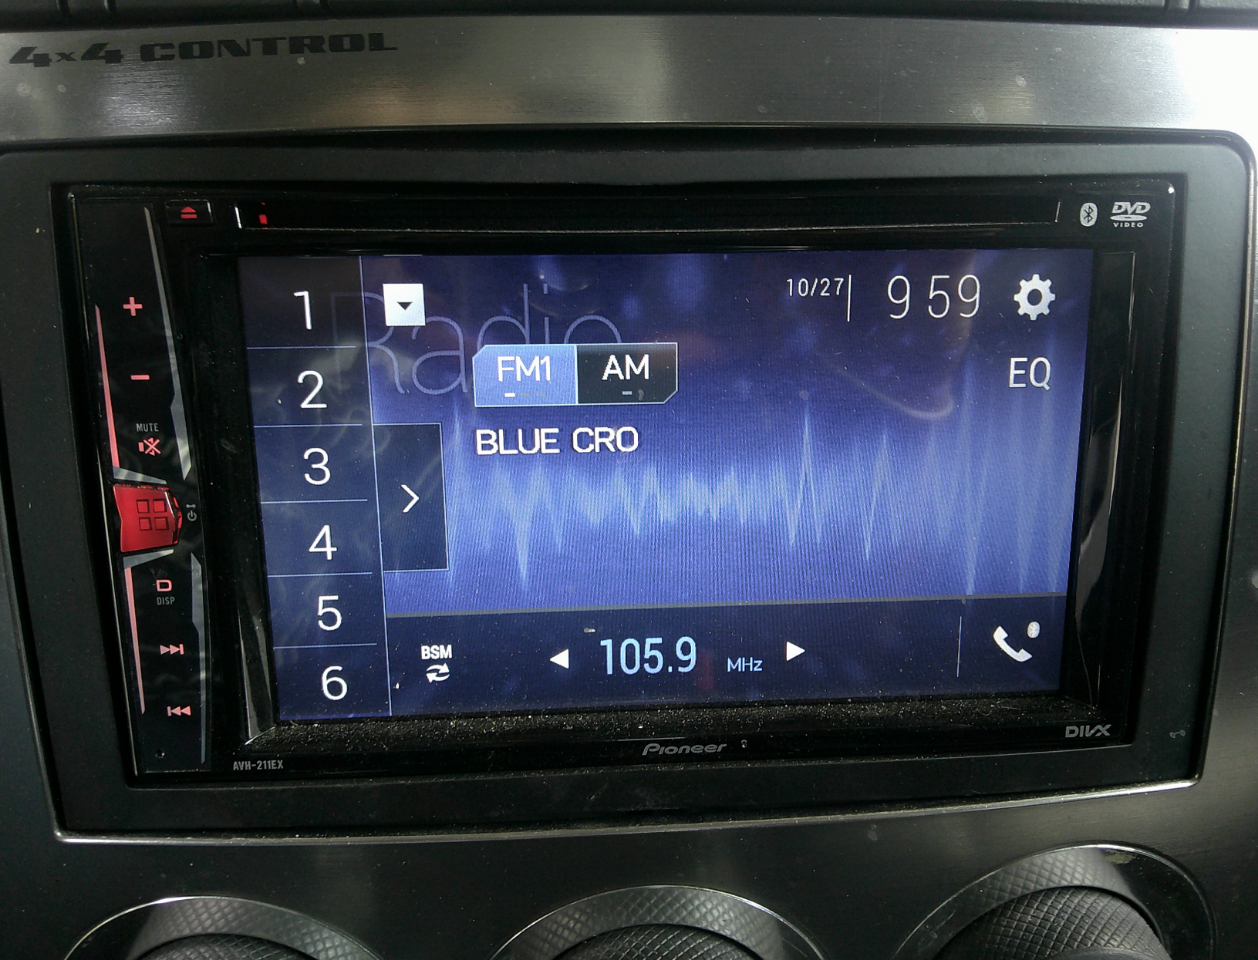 4x4 CONTROL
DVD
VIDEO
Radio
10/27
9 59
1
2
3
4
5
6
FM1
AM
EQ
BLUE CRO
MUTE
D
DISP
BSM
105.9 MHz
Pioneer
DIVX
AVH-211EX